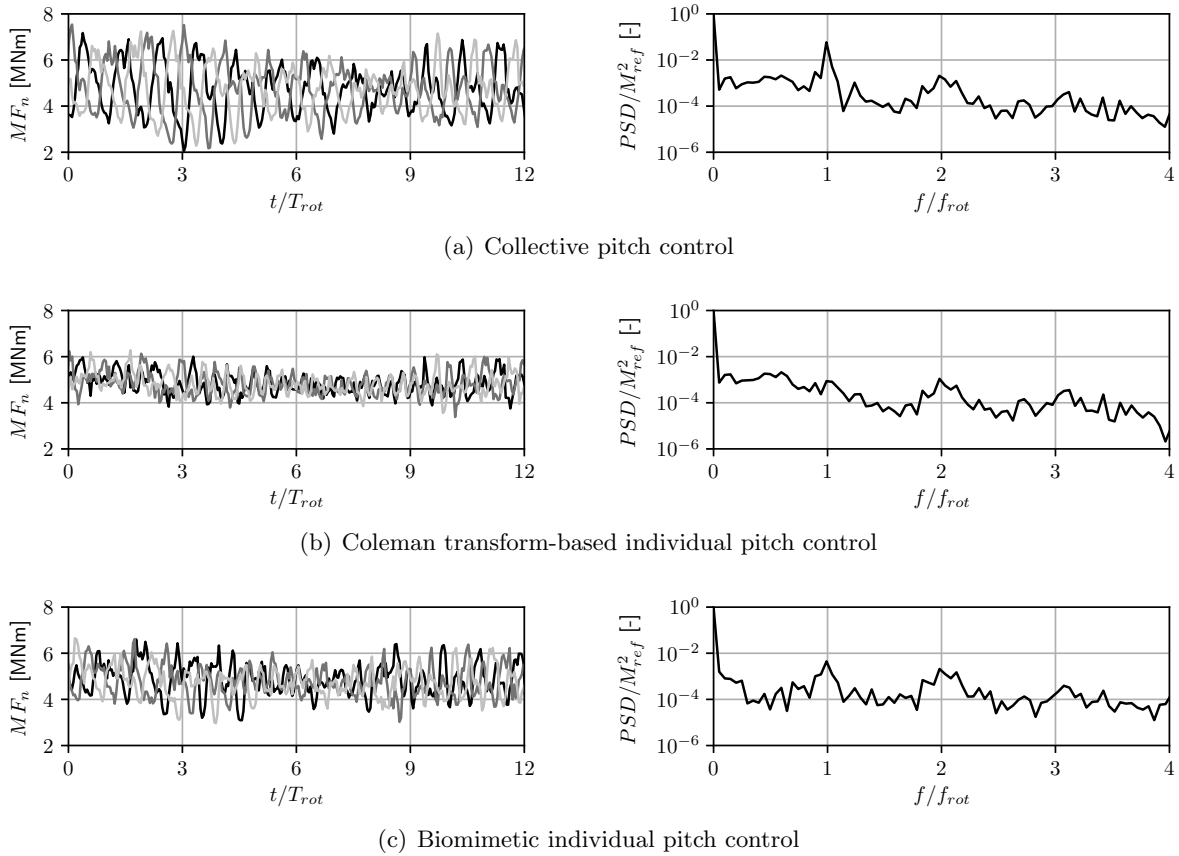 8
6
4
2
MF_n [MNm]
0 3 6 9 12
t/T_rot
10^0
10^-2
10^-4
10^-6
PSD/M^2_ref [-]
0 1 2 3 4
f/f_rot
(a) Collective pitch control
8
6
4
2
MF_n [MNm]
0 3 6 9 12
t/T_rot
10^0
10^-2
10^-4
10^-6
PSD/M^2_ref [-]
0 1 2 3 4
f/f_rot
(b) Coleman transform-based individual pitch control
8
6
4
2
MF_n [MNm]
0 3 6 9 12
t/T_rot
10^0
10^-2
10^-4
10^-6
PSD/M^2_ref [-]
0 1 2 3 4
f/f_rot
(c) Biomimetic individual pitch control